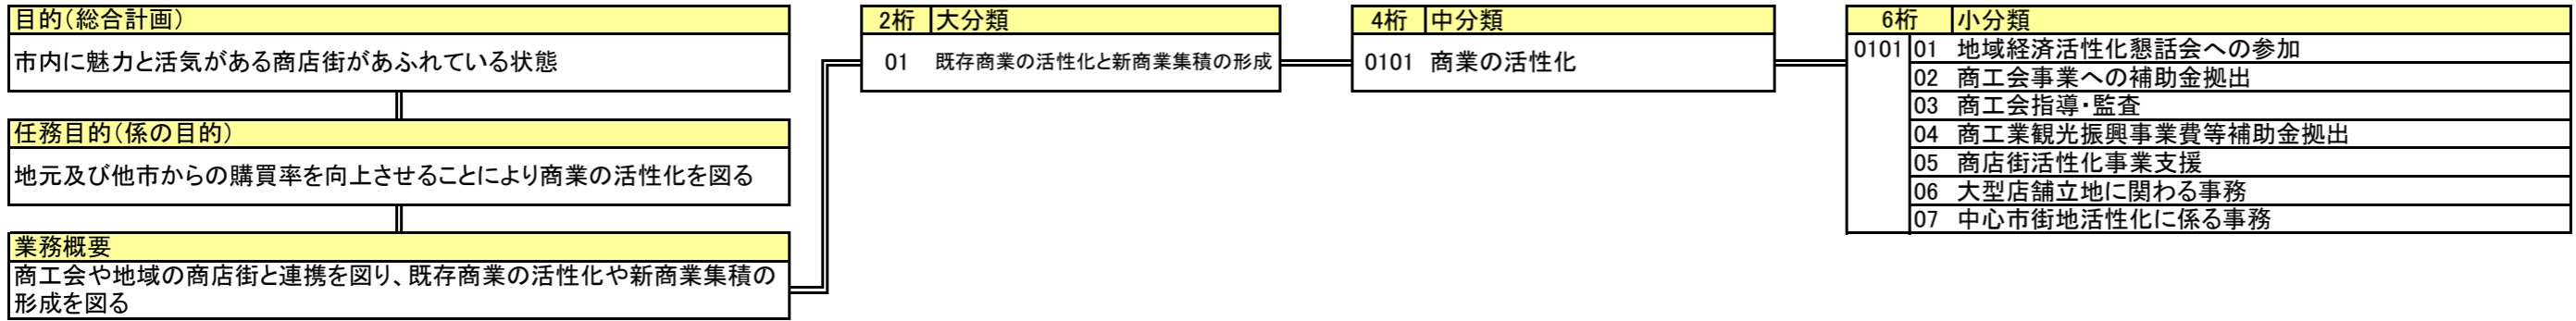 目的(総合計画)
市内に魅力と活気がある商店街があふれている状態
任務目的(係の目的)
地元及び他市からの購買率を向上させることにより商業の活性化を図る
業務概要
商工会や地域の商店街と連携を図り、既存商業の活性化や新商業集積の
形成を図る
2桁 大分類
01 既存商業の活性化と新商業集積の形成
4桁 中分類
0101 商業の活性化
6桁 小分類
0101 01 地域経済活性化懇話会への参加
02 商工会事業への補助金拠出
03 商工会指導・監査
04 商工業観光振興事業費等補助金拠出
05 商店街活性化事業支援
06 大型店舗立地に関わる事務
07 中心市街地活性化に係る事務